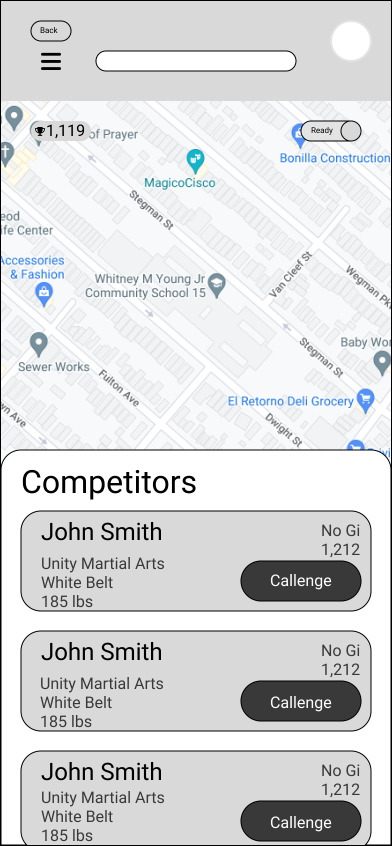 Back
1,119
of Prayer
Ready
Bonilla Construction
MagicoCisco
Stegman St
eod
ife Center
Accessories
& Fashion
Whitney M Young Jr
Community School 15
Van Cleef St
Wegman Pk
Stegman St
Baby Wor
Sewer Works
Fulton Ave
El Retorno Deli Grocery
wn Ave
Dwight St
Competitors
John Smith
No Gi
1,212
Unity Martial Arts
White Belt
185 lbs
Callenge
John Smith
No Gi
1,212
Unity Martial Arts
White Belt
185 lbs
Callenge
John Smith
No Gi
1,212
Unity Martial Arts
White Belt
185 lbs
Callenge